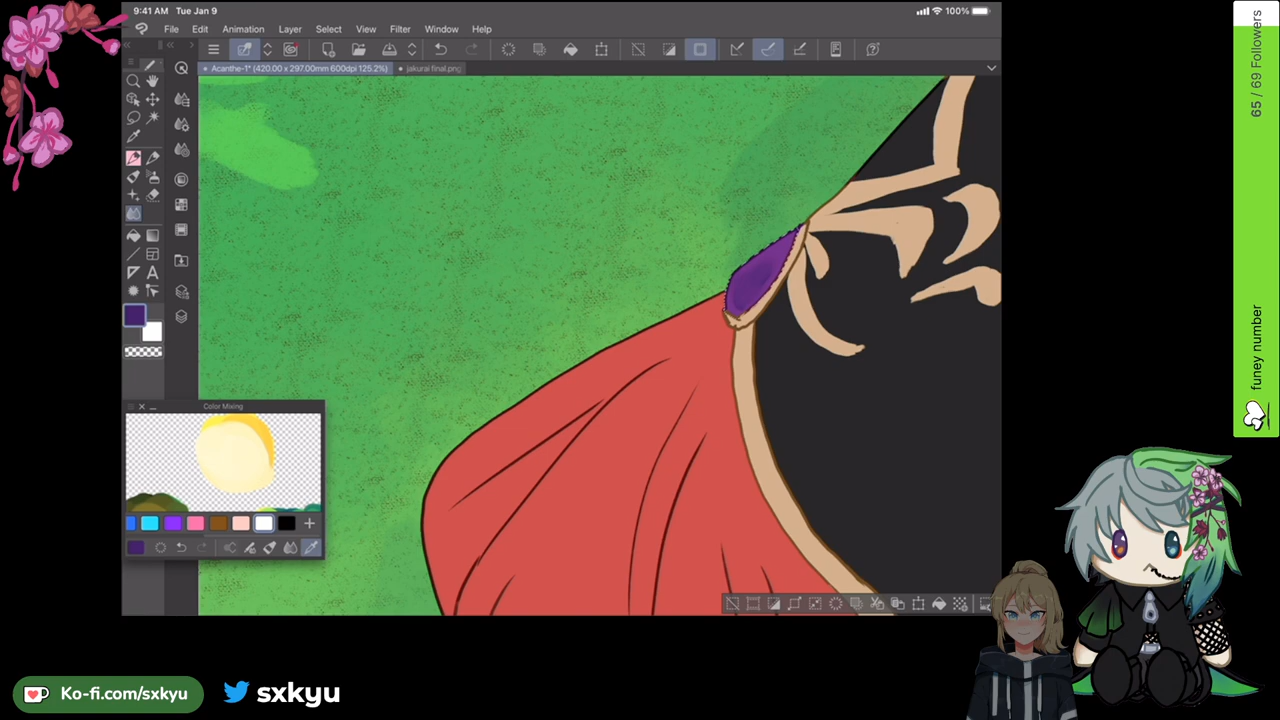 9:41 AM Tue Jan 9
100%
File Edit Animation Layer Select View Filter Window Help
Acanthe-1* (420.00 x 297.00mm 600dpi 125.2%)
jakurai final.png
A
Color Mixing
65 / 69 Followers
funey number
Ko-fi.com/sxkyu
sxkyu